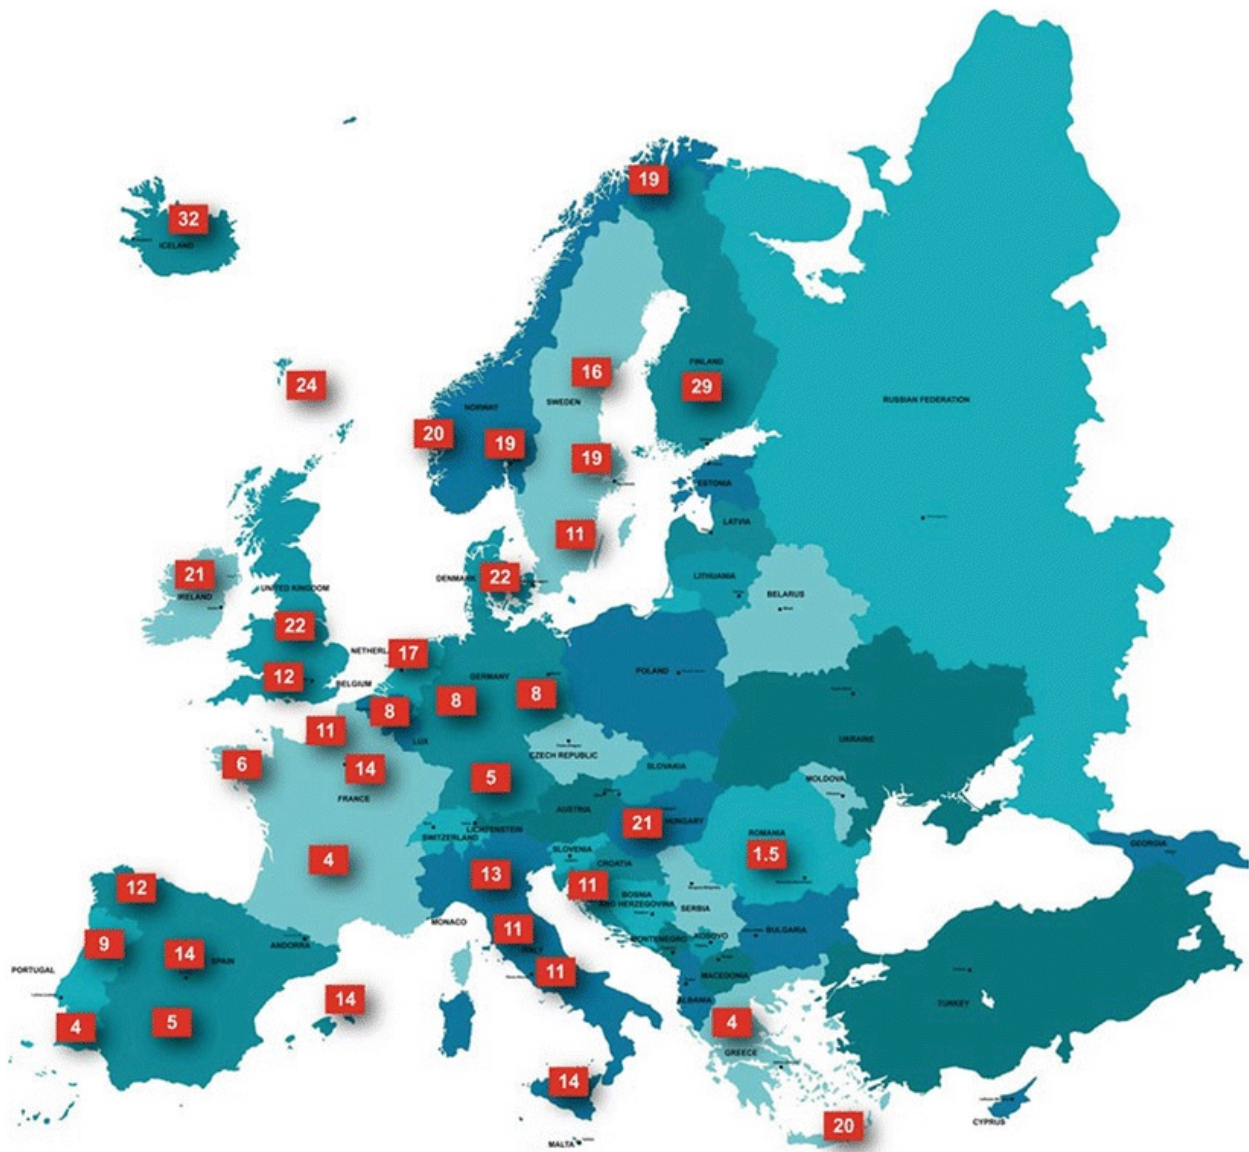 19
32
ICELAND
FINLAND
16
24
29
RUSSIAN FEDERATION
NORWAY
SWEDEN
20
19
19
ESTONIA
LATVIA
11
21
DENMARK
22
LITHUANIA
UNITED KINGDOM
BELARUS
IRELAND
22
17
NETHERLA
12
BELGIUM
GERMANY
POLAND
8
8
8
11
LUX
UKRAINE
CZECH REPUBLIC
6
14
SLOVAKIA
5
MOLDOVA
FRANCE
AUSTRIA
21
HUNGARY
LICHTENSTEIN
SWITZERLAND
ROMANIA
GEORGIA
SLOVENIA
1.5
4
CROATIA
13
12
11
BOSNIA
AND HERZEGOVINA
SERBIA
MONACO
11
BULGARIA
KOSOVO
9
ANDORRA
MONTENEGRO
14
SPAIN
ITALY
MACEDONIA
PORTUGAL
11
14
ALBANIA
TURKEY
4
5
4
GREECE
14
20
CYPRUS
MALTA